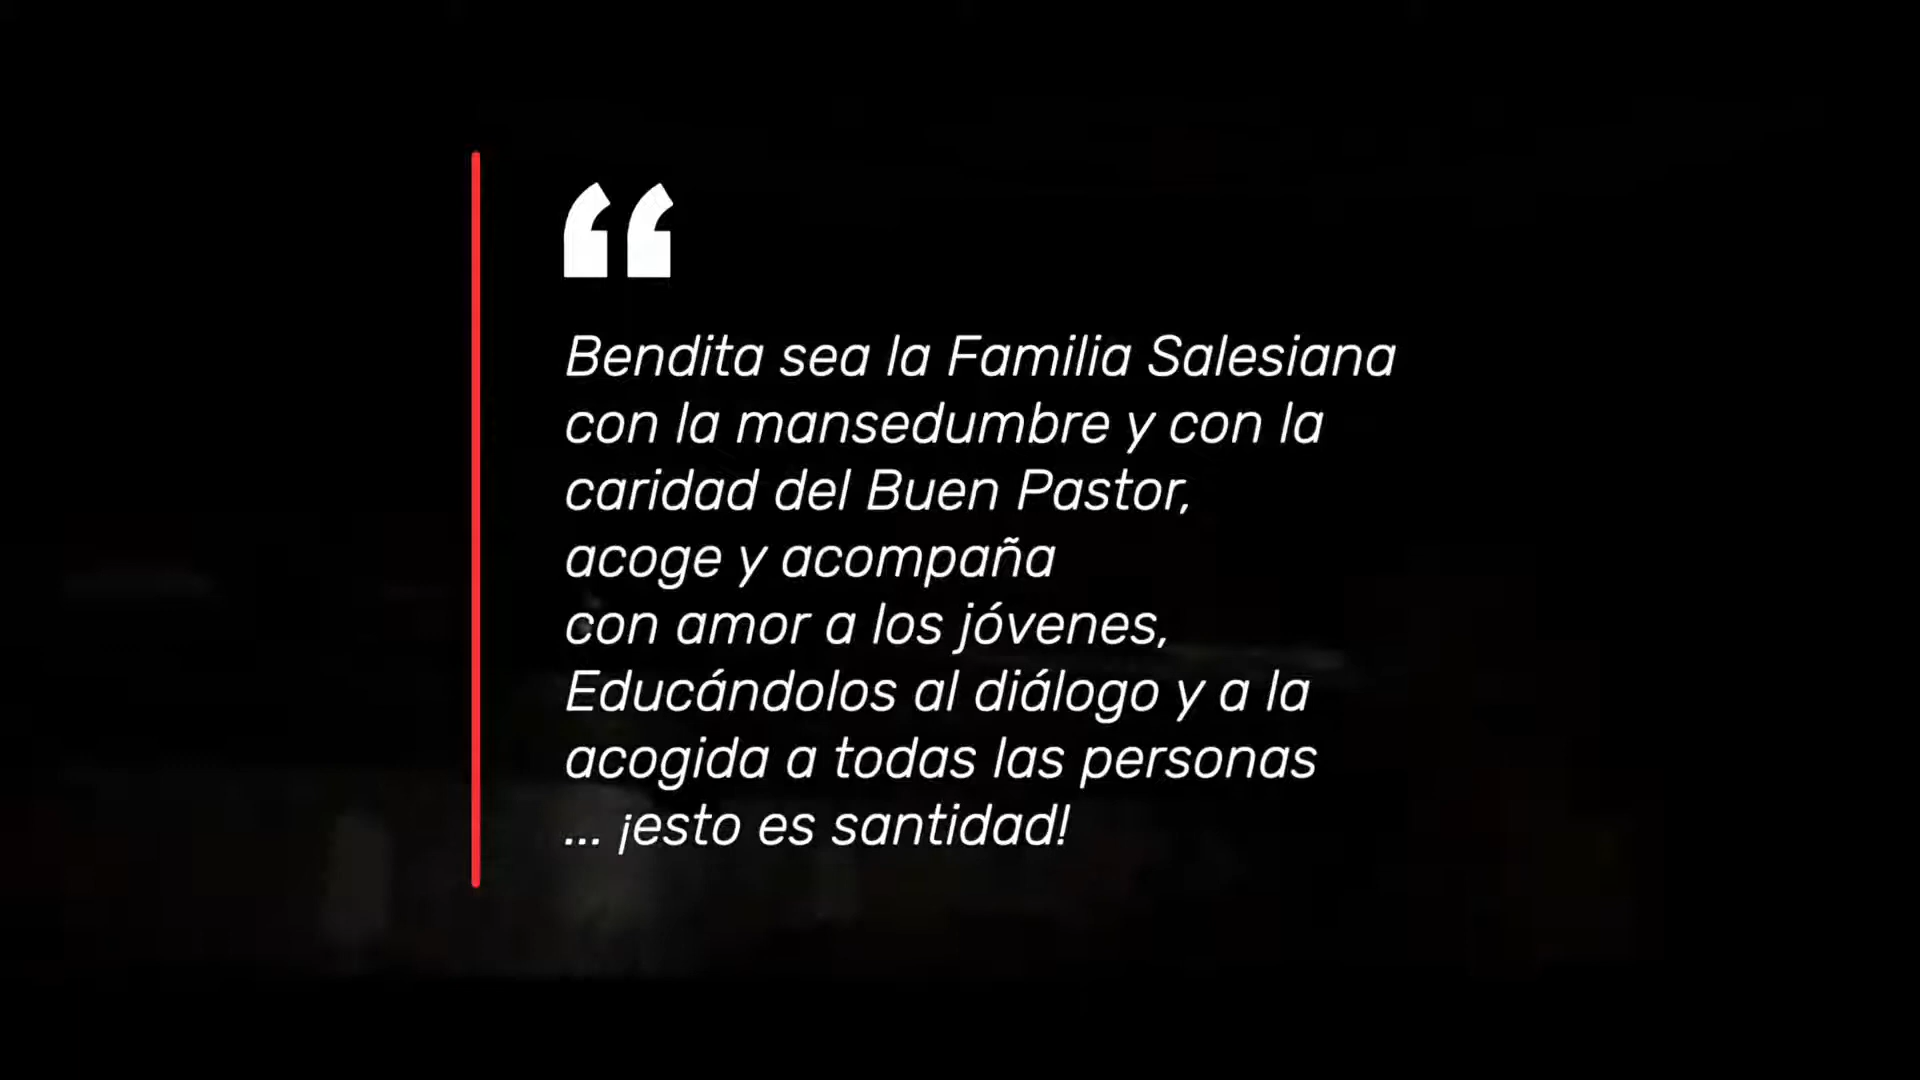 “
Bendita sea la Familia Salesiana
con la mansedumbre y con la
caridad del Buen Pastor,
acoge y acompaña
con amor a los jóvenes,
Educándolos al diálogo y a la
acogida a todas las personas
... ¡esto es santidad!